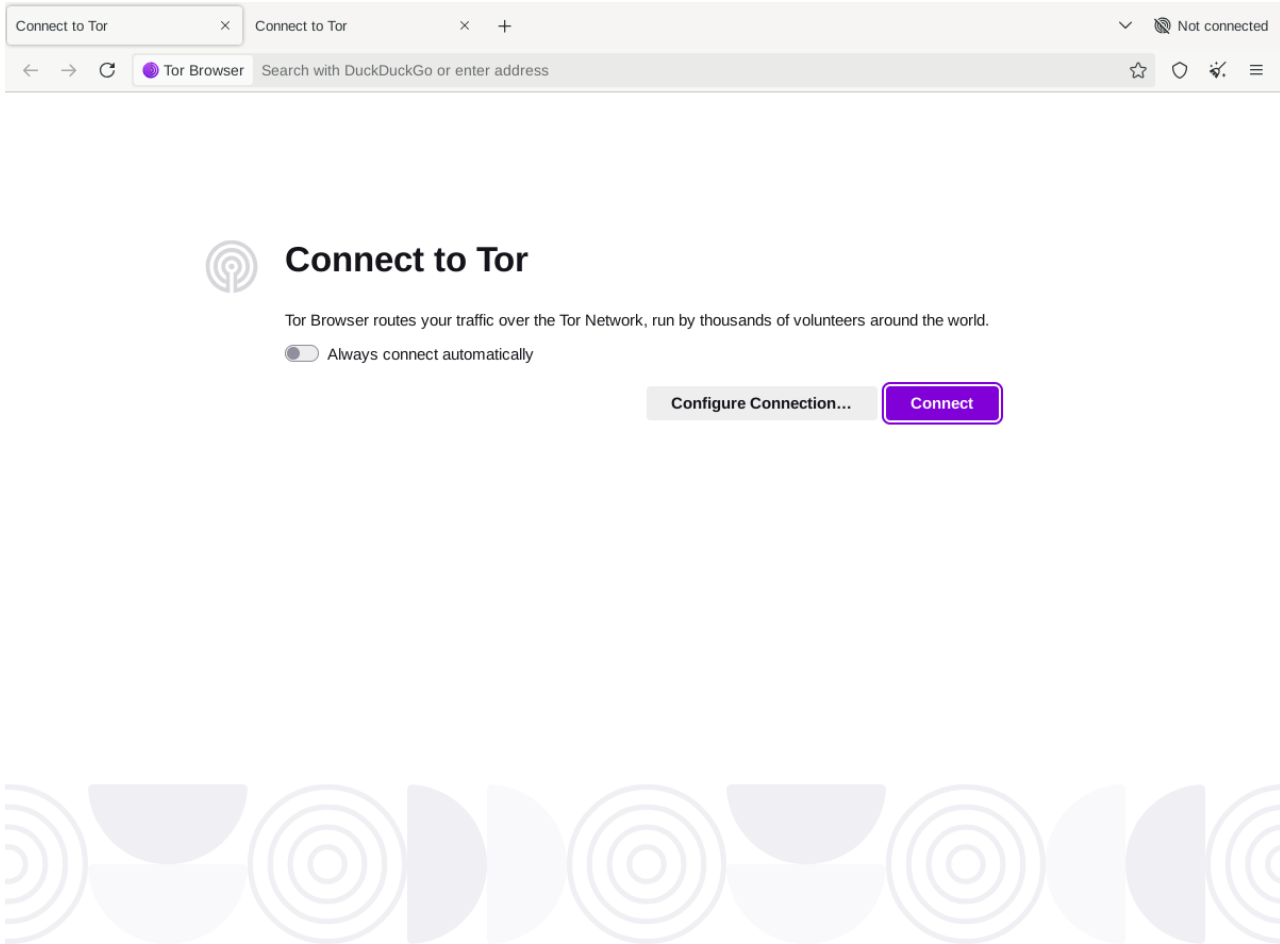 Connect to Tor
Connect to Tor
Not connected
Tor Browser
Search with DuckDuckGo or enter address
Connect to Tor
Tor Browser routes your traffic over the Tor Network, run by thousands of volunteers around the world.
Always connect automatically
Configure Connection…
Connect